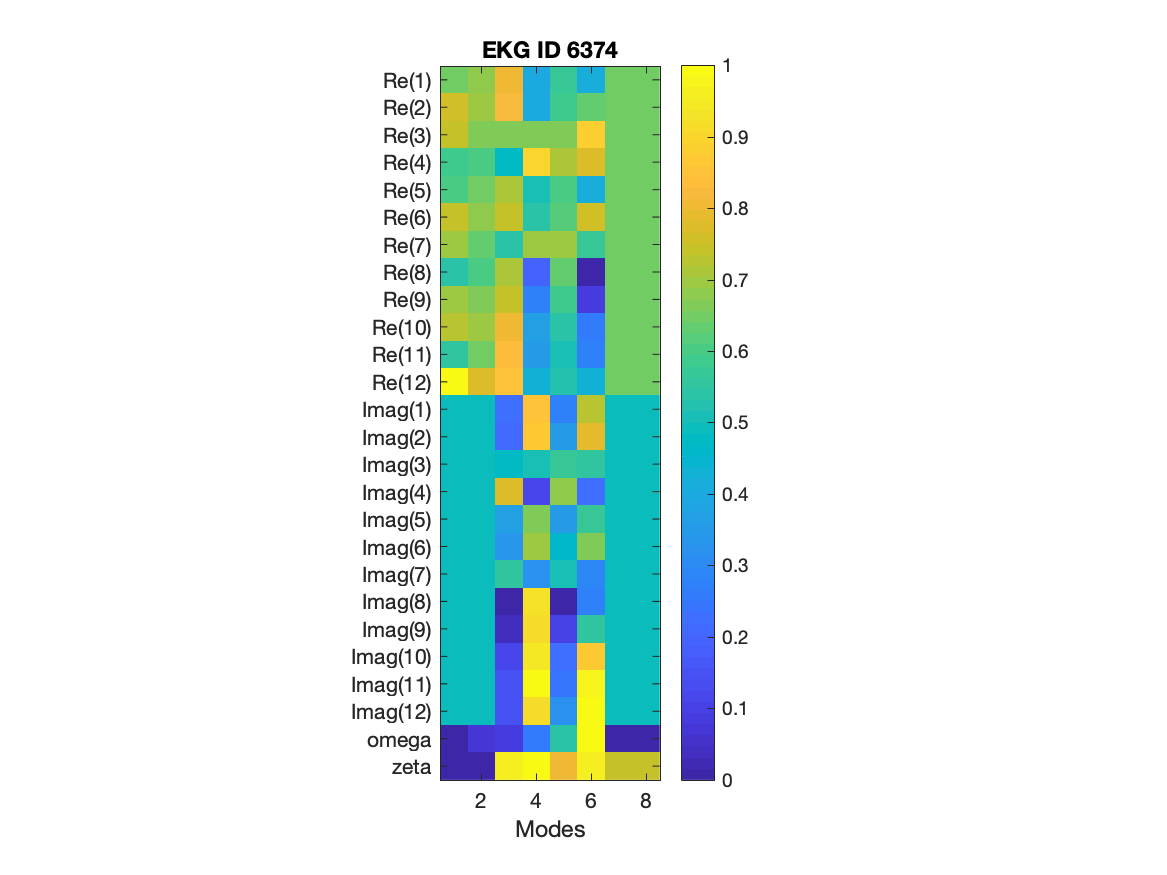 EKG ID 6374
Re(1)
Re(2)
Re(3)
Re(4)
Re(5)
Re(6)
Re(7)
Re(8)
Re(9)
Re(10)
Re(11)
Re(12)
Imag(1)
Imag(2)
Imag(3)
Imag(4)
Imag(5)
Imag(6)
Imag(7)
Imag(8)
Imag(9)
Imag(10)
Imag(11)
Imag(12)
omega
zeta
2 4 6 8
Modes
1
0.9
0.8
0.7
0.6
0.5
0.4
0.3
0.2
0.1
0